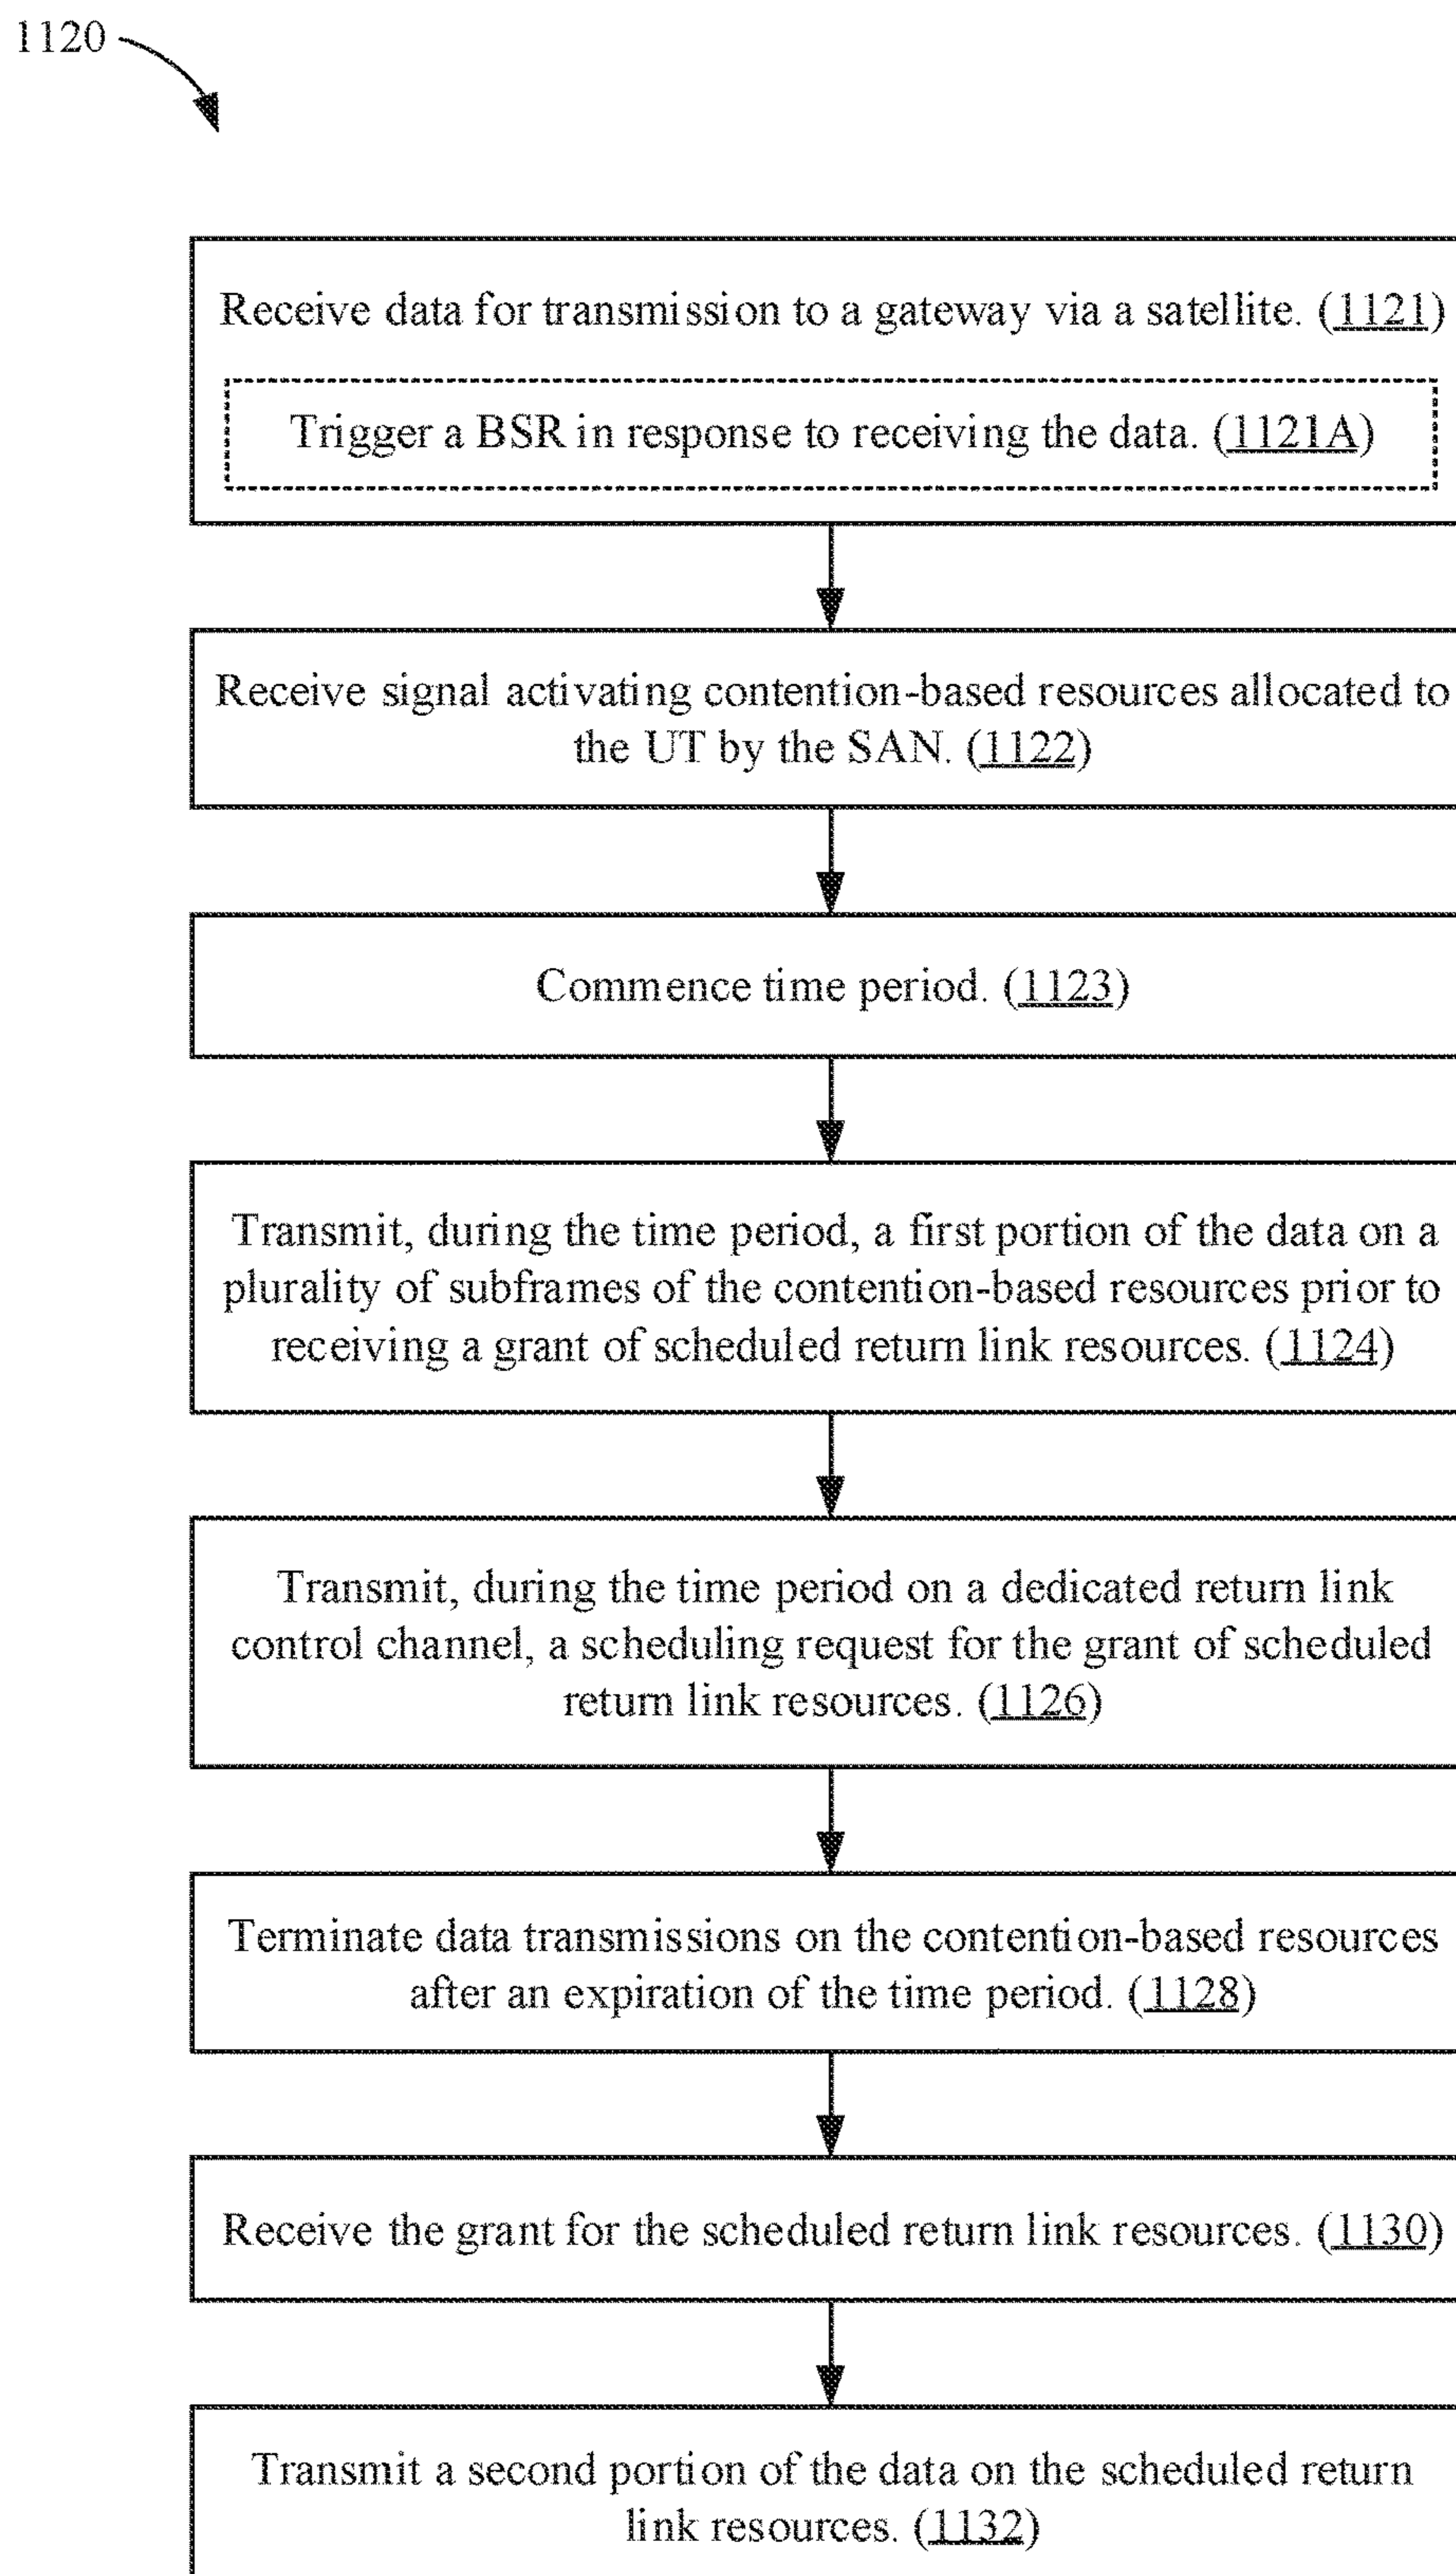 1120
Receive data for transmission to a gateway via a satellite. (1121)
Trigger a BSR in response to receiving the data. (1121A)
Receive signal activating contention-based resources allocated to
the UT by the SAN. (1122)
Commence time period. (1123)
Transmit, during the time period, a first portion of the data on a
plurality of subframes of the contention-based resources prior to
receiving a grant of scheduled return link resources. (1124)
Transmit, during the time period on a dedicated return link
control channel, a scheduling request for the grant of scheduled
return link resources. (1126)
Terminate data transmissions on the contention-based resources
after an expiration of the time period. (1128)
Receive the grant for the scheduled return link resources. (1130)
Transmit a second portion of the data on the scheduled return
link resources. (1132)